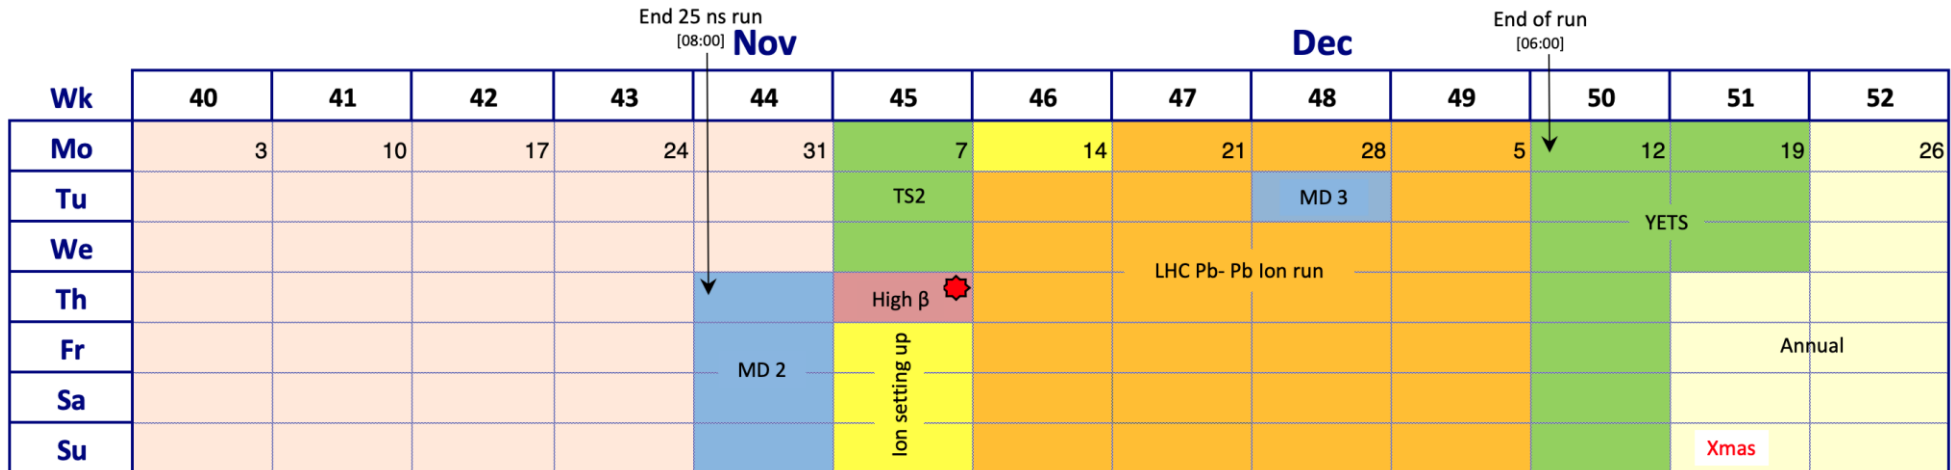 End 25 ns run
[08:00]
Nov
Dec
End of run
[06:00]
Wk 40 41 42 43 44 45 46 47 48 49 50 51 52
Mo 3 10 17 24 31 7 14 21 28 5 12 19 26
Tu TS2 MD 3
YETS
We
LHC Pb- Pb Ion run
Th High β
Fr Annual
MD 2
Ion setting up
Sa
Su Xmas